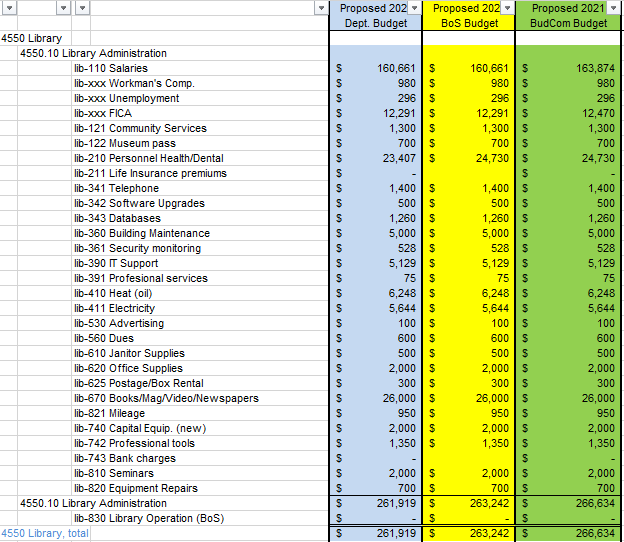 Proposed 202 Proposed 202 Proposed 2021
Dept. Budget BoS Budget BudCom Budget
4550 Library
4550.10 Library Administration
lib-110 Salaries $ 160,661 $ 160,661 $ 163,874
lib-xxx Workman's Comp. $ 980 $ 980 $ 980
lib-xxx Unemployment $ 296 $ 296 $ 296
lib-xxx FICA $ 12,291 $ 12,291 $ 12,470
lib-121 Community Services $ 1,300 $ 1,300 $ 1,300
lib-122 Museum pass $ 700 $ 700 $ 700
lib-210 Personnel Health/Dental $ 23,407 $ 24,730 $ 24,730
lib-211 Life Insurance premiums $ - $ -
lib-341 Telephone $ 1,400 $ 1,400 $ 1,400
lib-342 Software Upgrades $ 500 $ 500 $ 500
lib-343 Databases $ 1,260 $ 1,260 $ 1,260
lib-360 Building Maintenance $ 5,000 $ 5,000 $ 5,000
lib-361 Security monitoring $ 528 $ 528 $ 528
lib-390 IT Support $ 5,129 $ 5,129 $ 5,129
lib-391 Profesional services $ 75 $ 75 $ 75
lib-410 Heat (oil) $ 6,248 $ 6,248 $ 6,248
lib-411 Electricity $ 5,644 $ 5,644 $ 5,644
lib-530 Advertising $ 100 $ 100 $ 100
lib-560 Dues $ 600 $ 600 $ 600
lib-610 Janitor Supplies $ 500 $ 500 $ 500
lib-620 Office Supplies $ 2,000 $ 2,000 $ 2,000
lib-625 Postage/Box Rental $ 300 $ 300 $ 300
lib-670 Books/Mag/Video/Newspapers $ 26,000 $ 26,000 $ 26,000
lib-821 Mileage $ 950 $ 950 $ 950
lib-740 Capital Equip. (new) $ 2,000 $ 2,000 $ 2,000
lib-742 Professional tools $ 1,350 $ 1,350 $ 1,350
lib-743 Bank charges $ - $ -
lib-810 Seminars $ 2,000 $ 2,000 $ 2,000
lib-820 Equipment Repairs $ 700 $ 700 $ 700
4550.10 Library Administration $ 261,919 $ 263,242 $ 266,634
lib-830 Library Operation (BoS) $ - $ - $ -
4550 Library, total $ 261,919 $ 263,242 $ 266,634